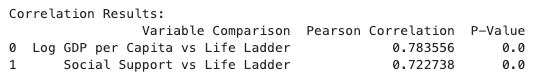 Correlation Results:
Variable Comparison  Pearson Correlation  P-Value
0  Log GDP per Capita vs Life Ladder  0.783556  0.0
1  Social Support vs Life Ladder  0.722738  0.0